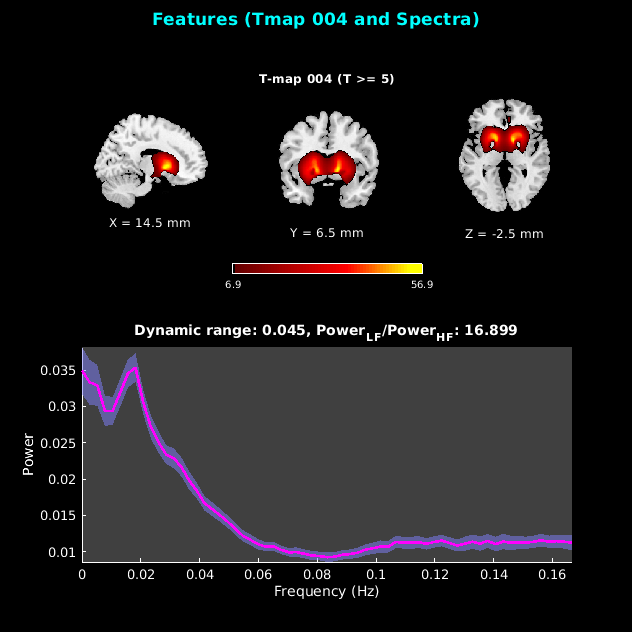 Features (Tmap 004 and Spectra)
T-map 004 (T >= 5)
X = 14.5 mm
Y = 6.5 mm
Z = -2.5 mm
6.9
56.9
Dynamic range: 0.045, PowerLF/PowerHF: 16.899
0.035
0.03
0.025
0.02
0.015
0.01
Power
0 0.02 0.04 0.06 0.08 0.1 0.12 0.14 0.16
Frequency (Hz)